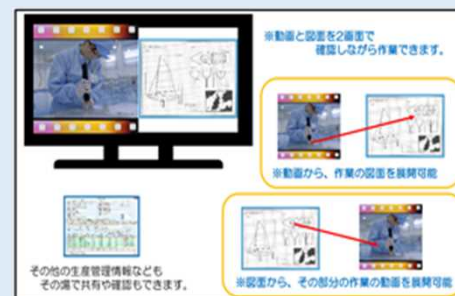 ※動画と図面を2画面で
確認しながら作業できます。
※動画から、作業の図面を展開可能
その他の生産管理情報なども
その場で共有や確認もできます。
※図面から、その部分の作業の動画を展開可能